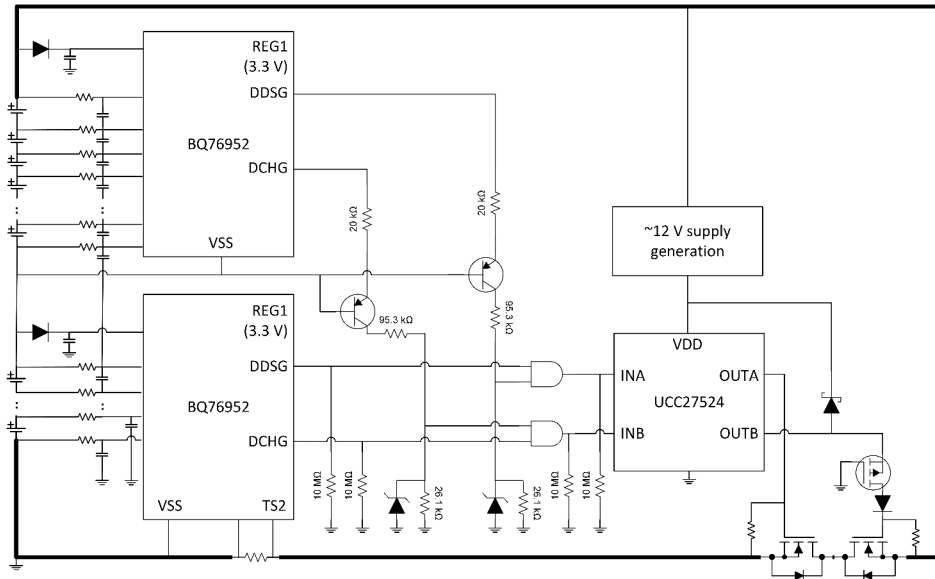 REG1
(3.3 V)
DDSG
BQ76952
DCHG
VSS
20 kΩ
20 kΩ
~12 V supply
generation
REG1
(3.3 V)
95.3 kΩ
95.3 kΩ
DDSG
BQ76952
DCHG
VSS
TS2
10 MΩ
10 MΩ
26.1 kΩ
26.1 kΩ
10 MΩ
10 MΩ
VDD
INA
OUTA
UCC27524
INB
OUTB